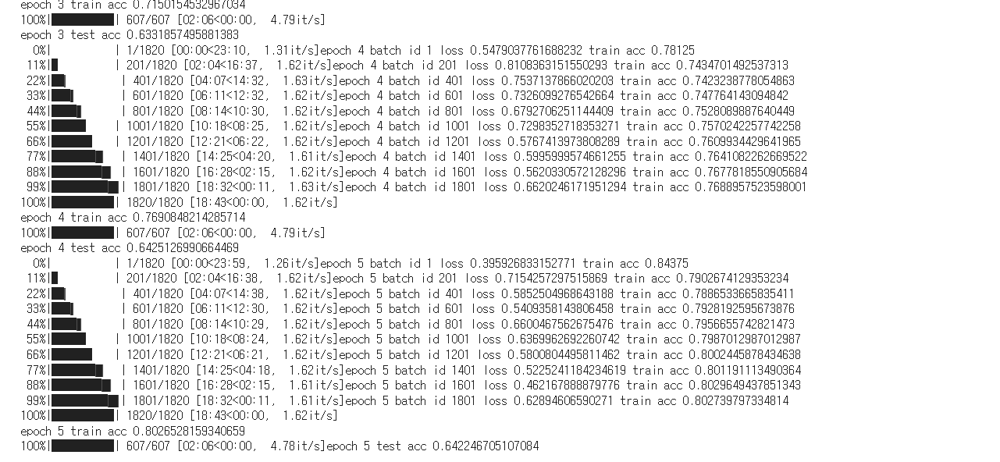 epoch 3 train acc 0.7150154532967034
100%|██████████| 607/607 [02:06<00:00, 4.79it/s]
epoch 3 test acc 0.6331857495881383
0%| | 1/1820 [00:00<23:10, 1.31it/s]epoch 4 batch id 1 loss 0.5479037761688232 train acc 0.78125
11%|█ | 201/1820 [02:04<16:37, 1.62it/s]epoch 4 batch id 201 loss 0.8108363151550293 train acc 0.7434701492537313
22%|██▏ | 401/1820 [04:07<14:32, 1.63it/s]epoch 4 batch id 401 loss 0.7537137866020203 train acc 0.7423238778054863
33%|███▎ | 601/1820 [06:11<12:32, 1.62it/s]epoch 4 batch id 601 loss 0.7326099276542664 train acc 0.747764143094842
44%|████▍ | 801/1820 [08:14<10:30, 1.62it/s]epoch 4 batch id 801 loss 0.6792706251144409 train acc 0.7528089887640449
55%|█████▌ | 1001/1820 [10:18<08:25, 1.62it/s]epoch 4 batch id 1001 loss 0.7298352718353271 train acc 0.7570242257742258
66%|██████▌ | 1201/1820 [12:21<06:22, 1.62it/s]epoch 4 batch id 1201 loss 0.5767413973808289 train acc 0.7609934429641965
77%|███████▋ | 1401/1820 [14:25<04:20, 1.61it/s]epoch 4 batch id 1401 loss 0.5995999574661255 train acc 0.7641082262669522
88%|████████▊ | 1601/1820 [16:28<02:15, 1.62it/s]epoch 4 batch id 1601 loss 0.5620330572128296 train acc 0.7677818550905684
99%|█████████▉| 1801/1820 [18:32<00:11, 1.63it/s]epoch 4 batch id 1801 loss 0.6620246171951294 train acc 0.7688957523598001
100%|██████████| 1820/1820 [18:43<00:00, 1.62it/s]
epoch 4 train acc 0.7690848214285714
100%|██████████| 607/607 [02:06<00:00, 4.79it/s]
epoch 4 test acc 0.6425126990664469
0%| | 1/1820 [00:00<23:59, 1.26it/s]epoch 5 batch id 1 loss 0.395926833152771 train acc 0.84375
11%|█ | 201/1820 [02:04<16:38, 1.62it/s]epoch 5 batch id 201 loss 0.7154257297515869 train acc 0.7902674129353234
22%|██▏ | 401/1820 [04:07<14:38, 1.62it/s]epoch 5 batch id 401 loss 0.5852504968643188 train acc 0.7886533665835411
33%|███▎ | 601/1820 [06:11<12:30, 1.62it/s]epoch 5 batch id 601 loss 0.5409358143806458 train acc 0.7928192595673876
44%|████▍ | 801/1820 [08:14<10:29, 1.62it/s]epoch 5 batch id 801 loss 0.6600467562675476 train acc 0.7956655742821473
55%|█████▌ | 1001/1820 [10:18<08:24, 1.62it/s]epoch 5 batch id 1001 loss 0.6369962692260742 train acc 0.7987012987012987
66%|██████▌ | 1201/1820 [12:21<06:21, 1.62it/s]epoch 5 batch id 1201 loss 0.5800804495811462 train acc 0.8002445878434638
77%|███████▋ | 1401/1820 [14:25<04:18, 1.62it/s]epoch 5 batch id 1401 loss 0.5225241184234619 train acc 0.801191113490364
88%|████████▊ | 1601/1820 [16:28<02:15, 1.61it/s]epoch 5 batch id 1601 loss 0.462167888879776 train acc 0.8029649437851343
99%|█████████▉| 1801/1820 [18:32<00:11, 1.61it/s]epoch 5 batch id 1801 loss 0.62894606590271 train acc 0.802739797334814
100%|██████████| 1820/1820 [18:43<00:00, 1.62it/s]
epoch 5 train acc 0.8026528159340659
100%|██████████| 607/607 [02:06<00:00, 4.78it/s]epoch 5 test acc 0.642246705107084